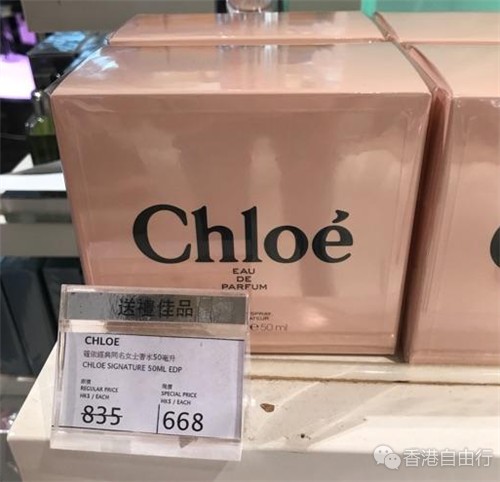 Chloé
EAU
DE
PARFUM
SPRAY
℮ 50 ml
送禮佳品
CHLOE
蔻依經典同名女士香水50毫升
CHLOE SIGNATURE 50ML EDP
原價 特價
REGULAR PRICE SPECIAL PRICE
HK$ / EACH HK$ / EACH
835 668
香港自由行